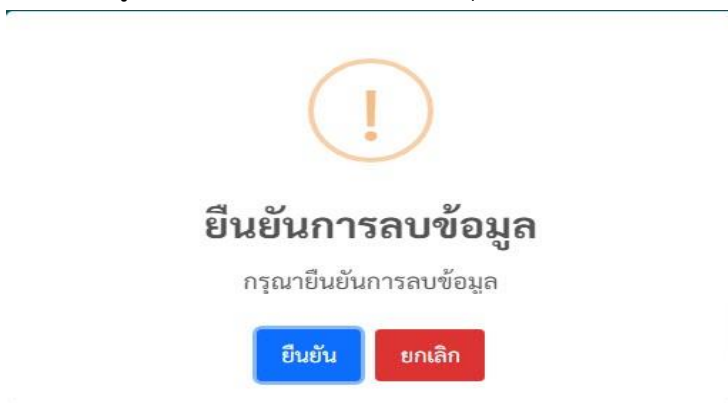 !
ยืนยันการลบข้อมูล
กรุณายืนยันการลบข้อมูล
ยืนยัน ยกเลิก